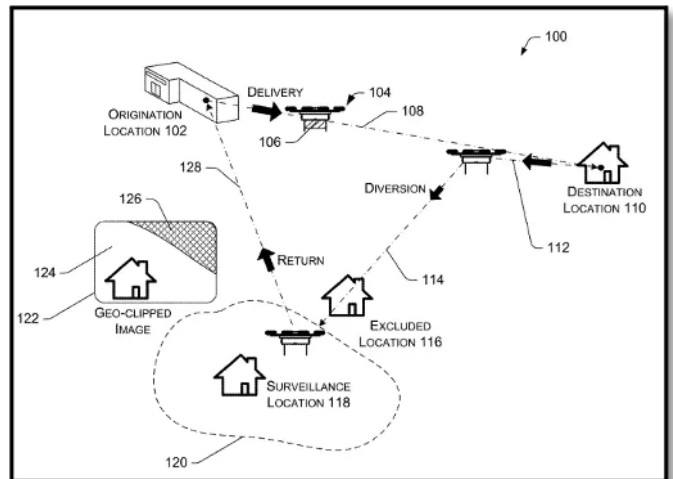 100
DELIVERY
104
108
ORIGINATION
LOCATION 102
106
128
DIVERSION
DESTINATION
LOCATION 110
126
112
124
RETURN
114
122
GEO-CLIPPED
IMAGE
EXCLUDED
LOCATION 116
SURVEILLANCE
LOCATION 118
120